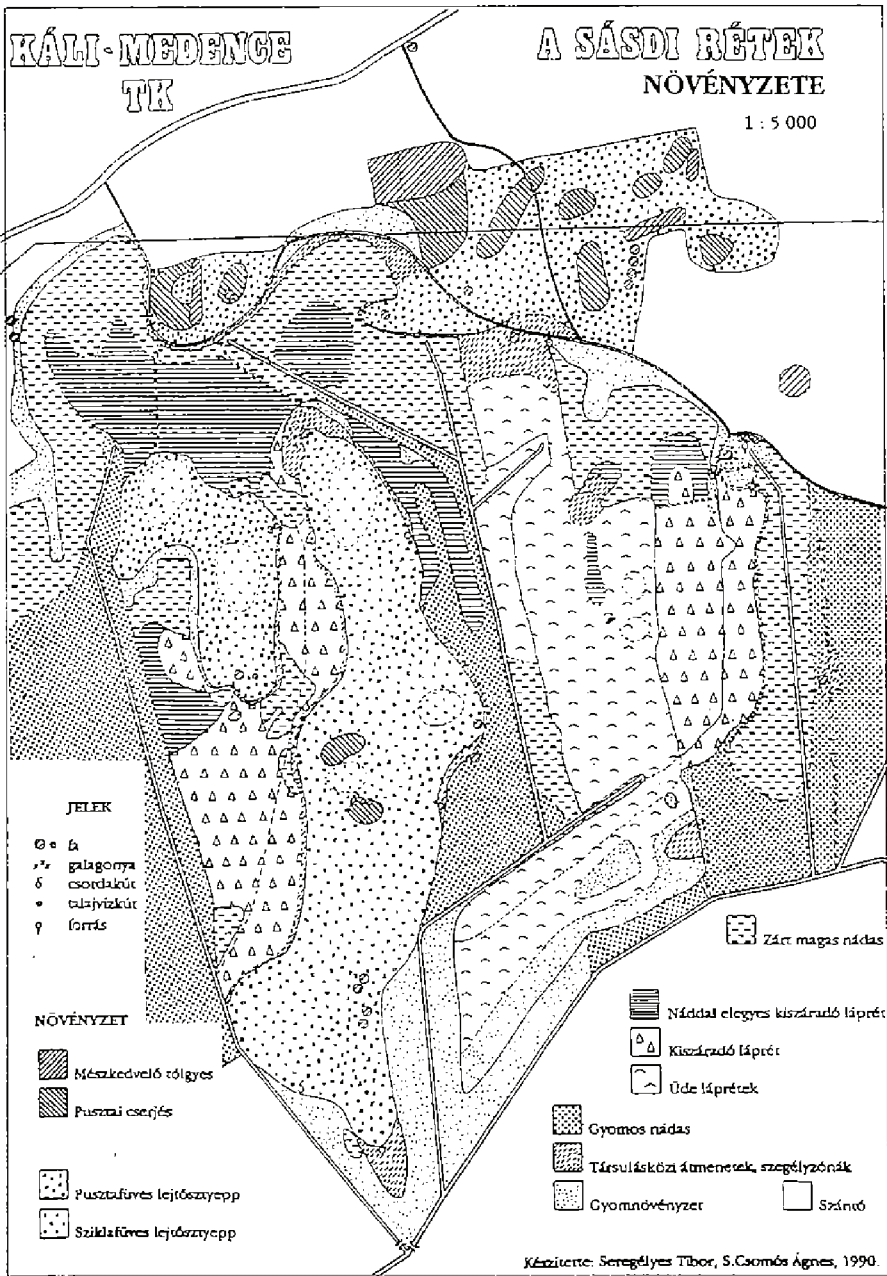 KÁLI-MEDENCE
TK
A SÁSDI RÉTEK
NÖVÉNYZETE
1 : 5 000
JELEK
fa
galagonya
csordakút
talajvízkút
forrás
NÖVÉNYZET
Mészkedvelő tölgyes
Pusztai cserjés
Pusztafüves lejtősztyepp
Sziklafüves lejtősztyepp
Zárt magas nádas
Náddal elegyes kiszáradó láprét
Kiszáradó láprét
Üde láprétek
Gyomos nádas
Társulásközi átmenetek, szegélyzónák
Gyomnövényzet
Szántó
Készítette: Seregélyes Tibor, S.Csomós Ágnes, 1990.